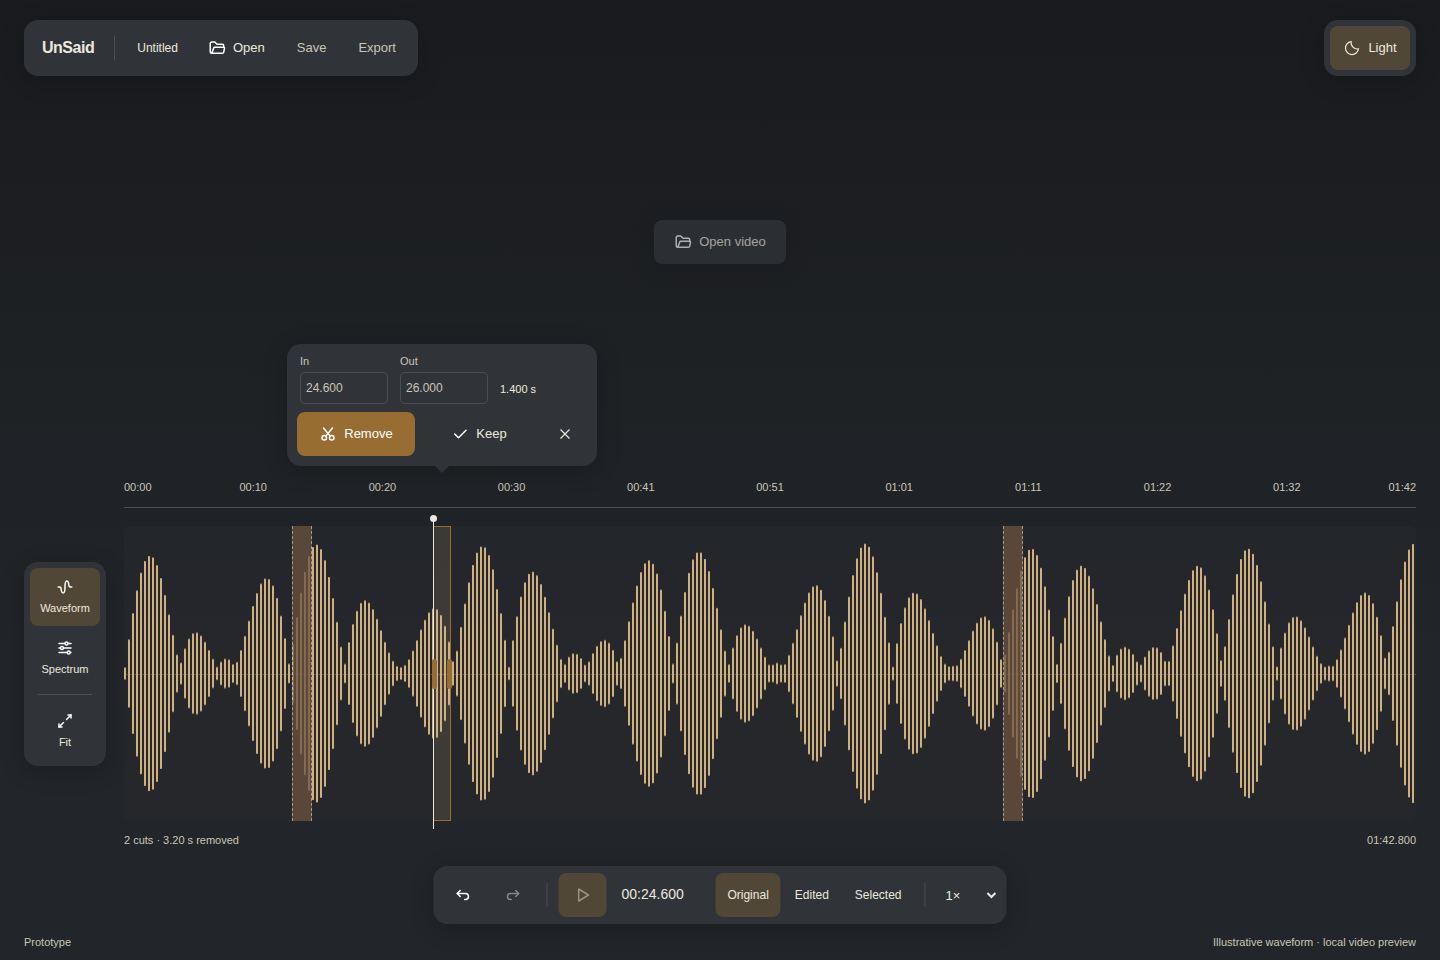 UnSaid Untitled Open Save Export Light
Open video
In Out
24.600 26.000 1.400 s
Remove Keep
00:00 00:10 00:20 00:30 00:41 00:51 01:01 01:11 01:22 01:32 01:42
Waveform
Spectrum
Fit
2 cuts · 3.20 s removed 01:42.800
00:24.600 Original Edited Selected 1×
Prototype Illustrative waveform · local video preview